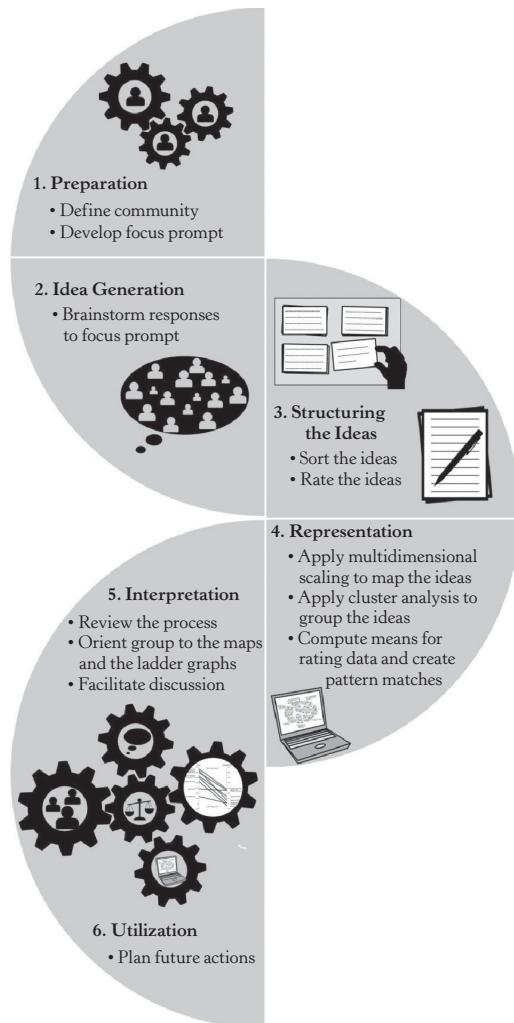 1. Preparation
• Define community
• Develop focus prompt
2. Idea Generation
• Brainstorm responses
to focus prompt
3. Structuring
the Ideas
• Sort the ideas
• Rate the ideas
4. Representation
• Apply multidimensional
scaling to map the ideas
• Apply cluster analysis to
group the ideas
• Compute means for
rating data and create
pattern matches
5. Interpretation
• Review the process
• Orient group to the maps
and the ladder graphs
• Facilitate discussion
6. Utilization
• Plan future actions